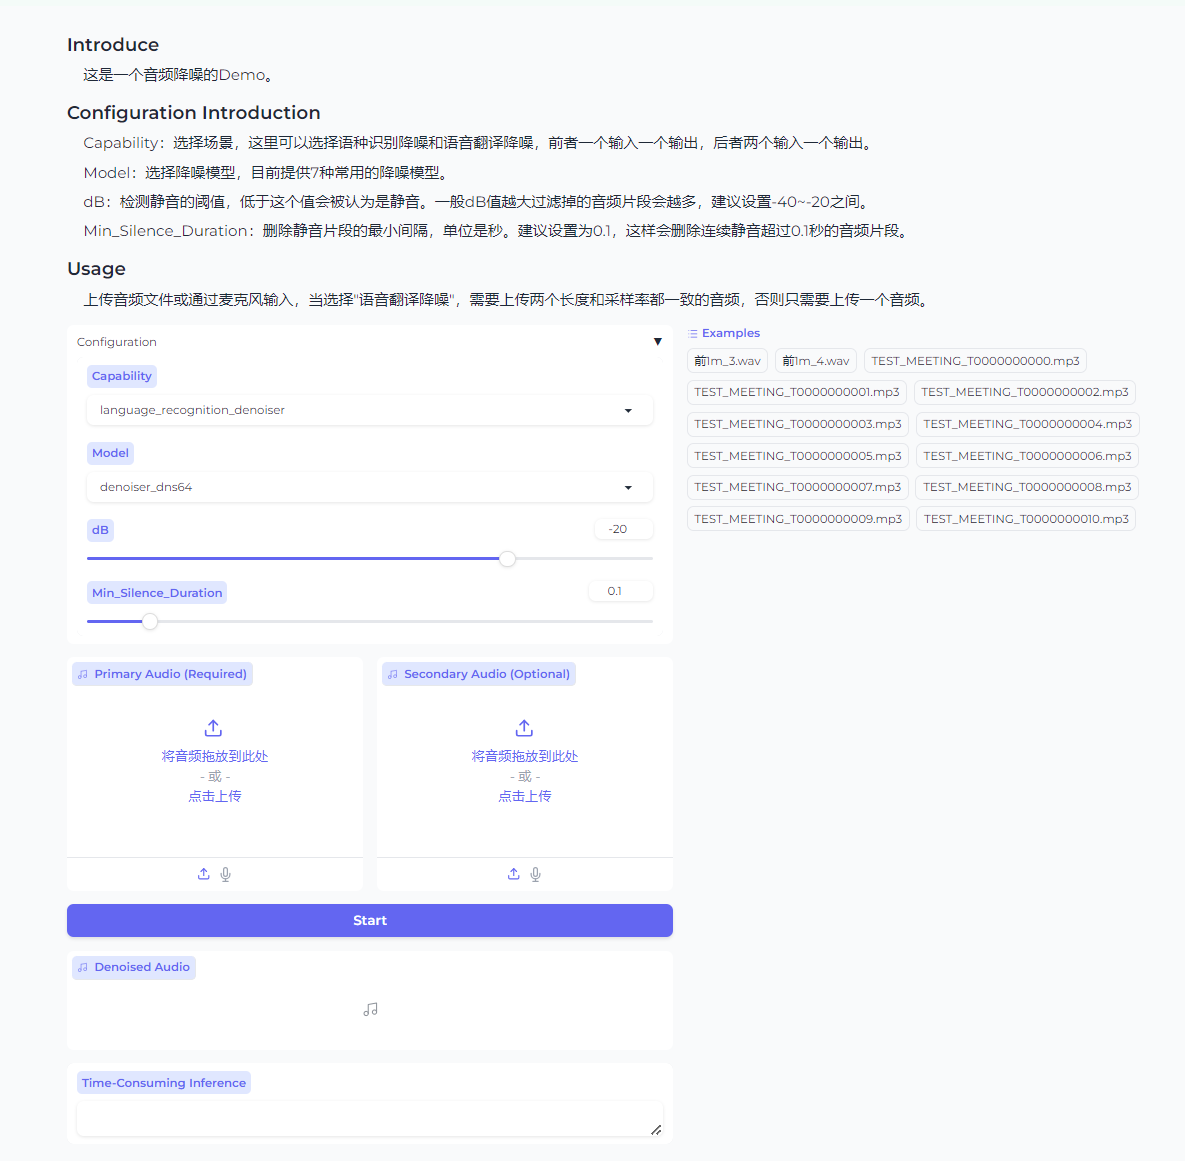 Introduce
这是一个音频降噪的Demo。
Configuration Introduction
Capability：选择场景，这里可以选择语种识别降噪和语音翻译降噪，前者一个输入一个输出，后者两个输入一个输出。
Model：选择降噪模型，目前提供7种常用的降噪模型。
dB：检测静音的阈值，低于这个值会被认为是静音。一般dB值越大过滤掉的音频片段会越多，建议设置-40~-20之间。
Min_Silence_Duration：删除静音片段的最小间隔，单位是秒。建议设置为0.1，这样会删除连续静音超过0.1秒的音频片段。
Usage
上传音频文件或通过麦克风输入，当选择"语音翻译降噪"，需要上传两个长度和采样率都一致的音频，否则只需要上传一个音频。
Configuration
Capability
language_recognition_denoiser
Model
denoiser_dns64
dB
-20
Min_Silence_Duration
0.1
Examples
前1m_3.wav 前1m_4.wav TEST_MEETING_T0000000000.mp3
TEST_MEETING_T0000000001.mp3 TEST_MEETING_T0000000002.mp3
TEST_MEETING_T0000000003.mp3 TEST_MEETING_T0000000004.mp3
TEST_MEETING_T0000000005.mp3 TEST_MEETING_T0000000006.mp3
TEST_MEETING_T0000000007.mp3 TEST_MEETING_T0000000008.mp3
TEST_MEETING_T0000000009.mp3 TEST_MEETING_T0000000010.mp3
Primary Audio (Required)
将音频拖放到此处
- 或 -
点击上传
Secondary Audio (Optional)
将音频拖放到此处
- 或 -
点击上传
Start
Denoised Audio
Time-Consuming Inference